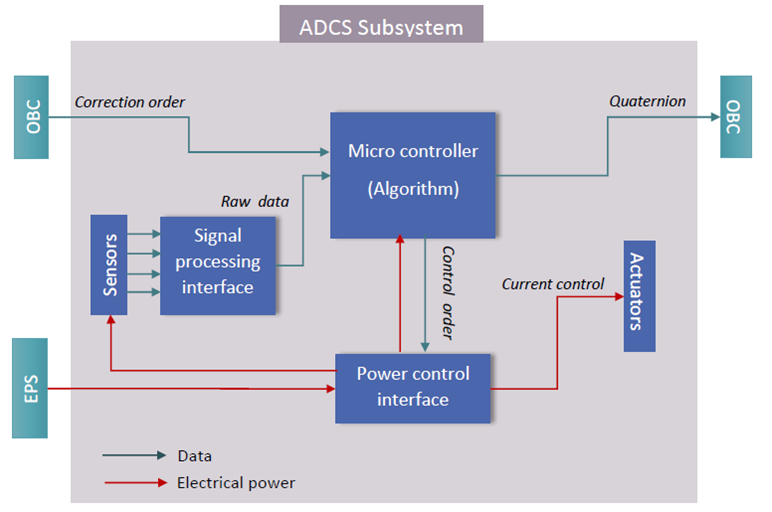 ADCS Subsystem
OBC
Correction order
Quaternion
OBC
Micro controller
(Algorithm)
Raw data
Sensors
Signal
processing
interface
Control order
Current control
Actuators
EPS
Power control
interface
Data
Electrical power